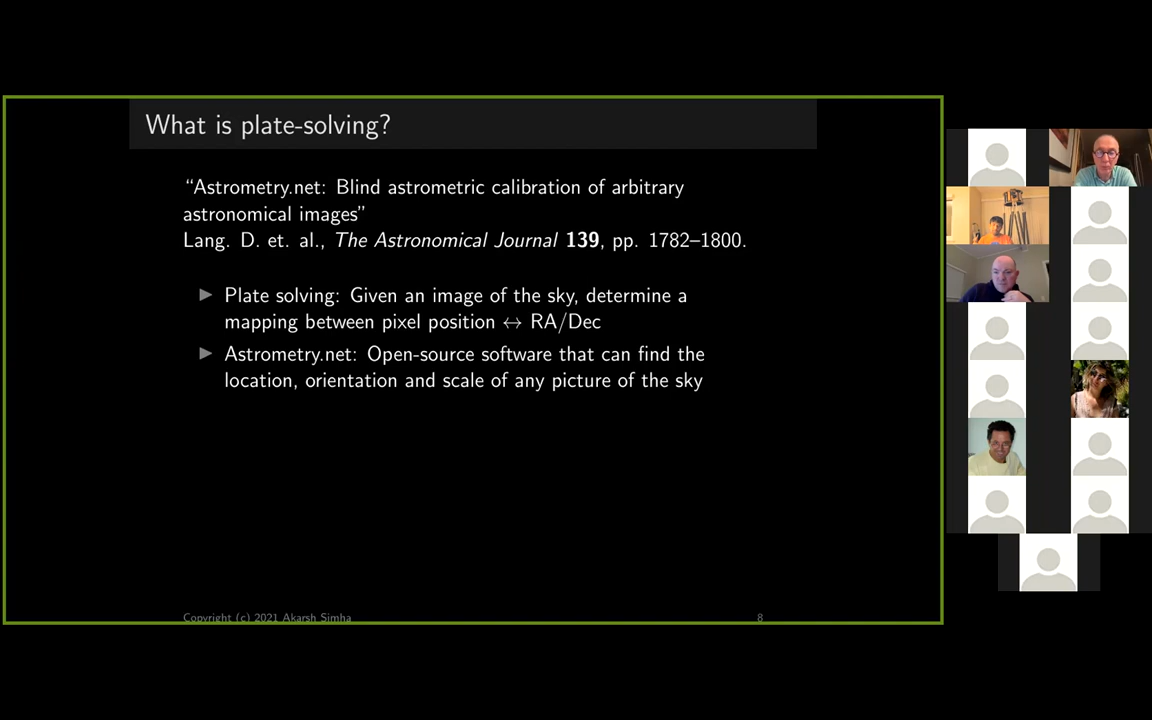 What is plate-solving?
“Astrometry.net: Blind astrometric calibration of arbitrary
astronomical images”
Lang. D. et. al., The Astronomical Journal 139, pp. 1782–1800.
▶ Plate solving: Given an image of the sky, determine a
mapping between pixel position ↔ RA/Dec
▶ Astrometry.net: Open-source software that can find the
location, orientation and scale of any picture of the sky
Copyright (c) 2021 Akarsh Simha 8